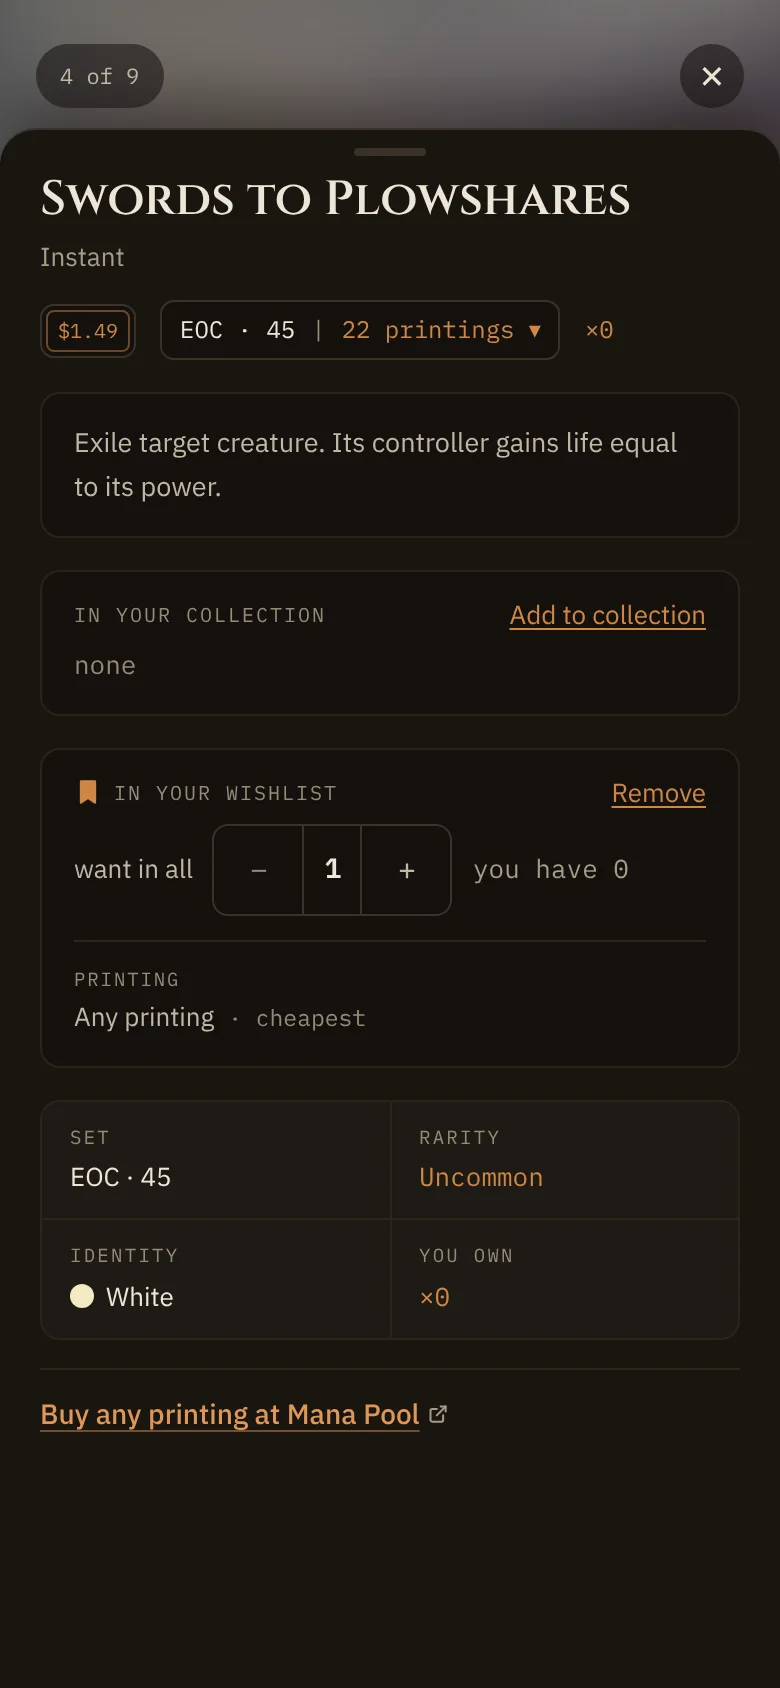 4 of 9
✕
Swords to Plowshares
Instant
$1.49 EOC · 45 | 22 printings ▼ ×0
Exile target creature. Its controller gains life equal
to its power.
IN YOUR COLLECTION Add to collection
none
IN YOUR WISHLIST Remove
want in all − 1 + you have 0
PRINTING
Any printing · cheapest
SET RARITY
EOC · 45 Uncommon
IDENTITY YOU OWN
White ×0
Buy any printing at Mana Pool